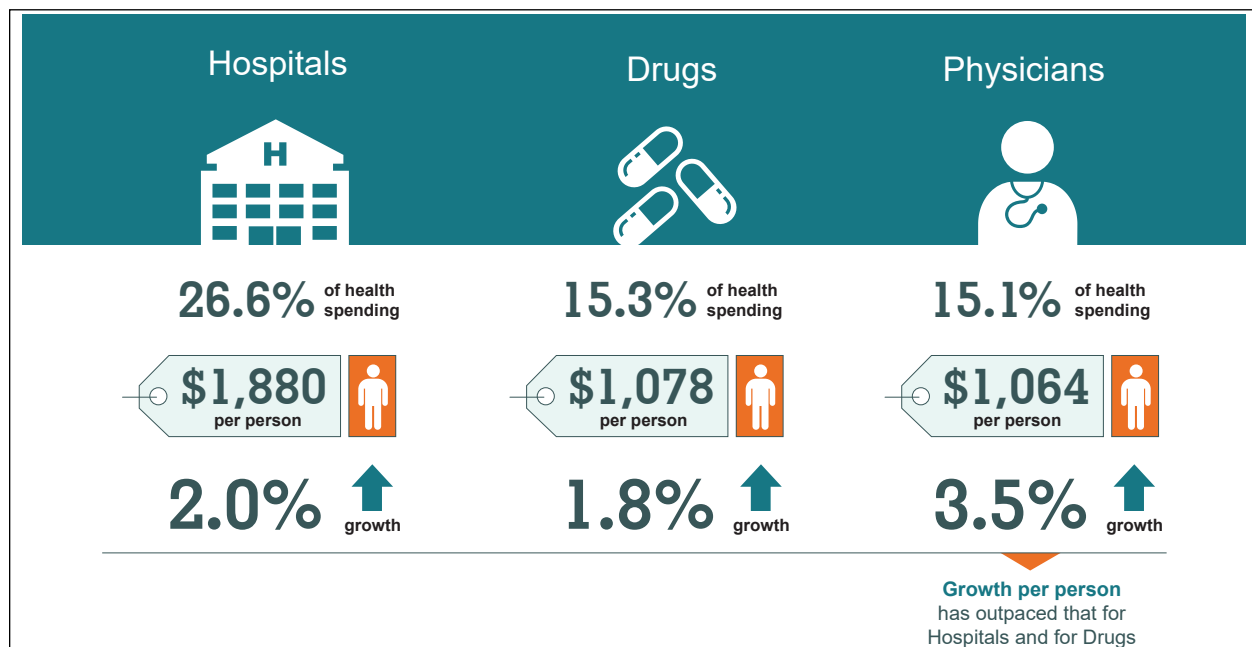 Hospitals
H
26.6% of health
spending
$1,880
per person
2.0%
growth
Drugs
15.3% of health
spending
$1,078
per person
1.8%
growth
Physicians
15.1% of health
spending
$1,064
per person
3.5%
growth
Growth per person
has outpaced that for
Hospitals and for Drugs